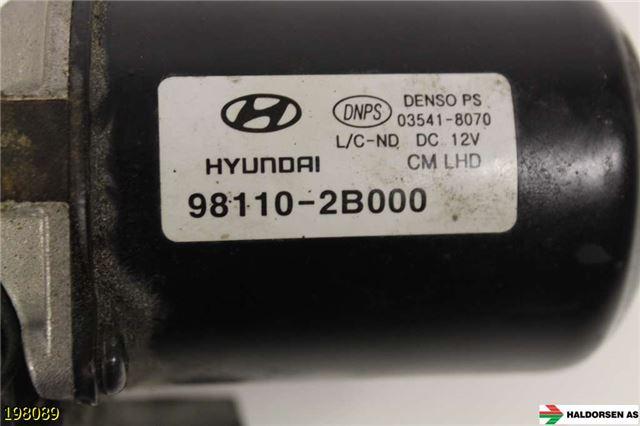 DNPS DENSO PS
03541-8070
L/C-ND DC 12V
HYUNDAI CM LHD
98110-2B000
198089
HALDORSEN AS